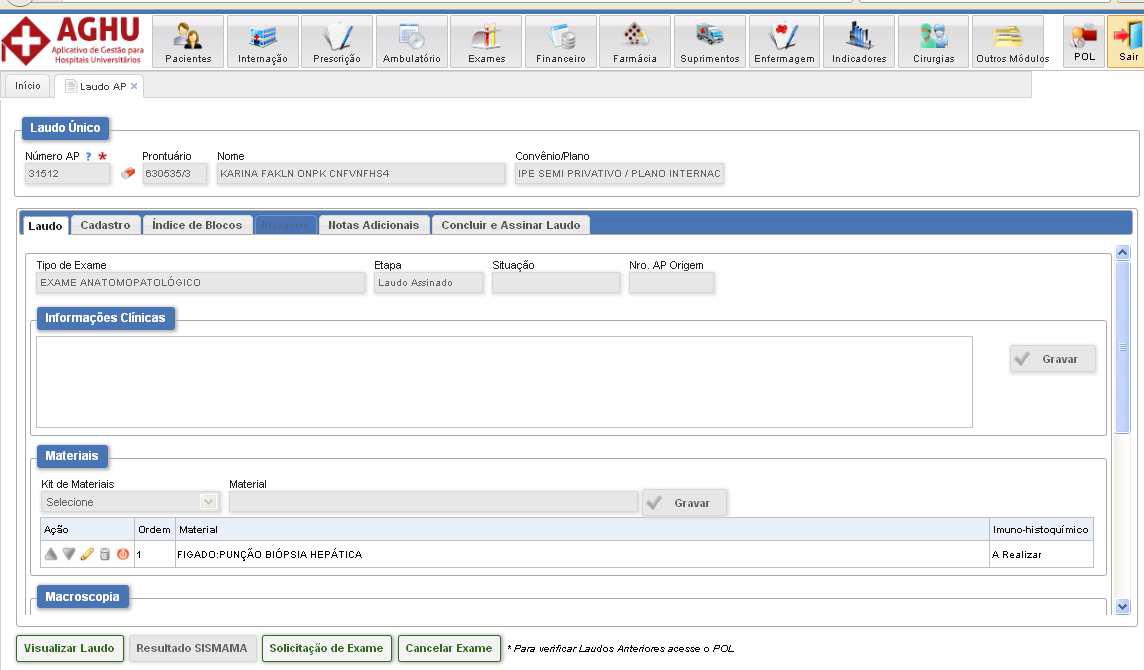 AGHU
Aplicativo de Gestão para
Hospitais Universitários
Pacientes
Internação
Prescrição
Ambulatório
Exames
Financeiro
Farmácia
Suprimentos
Enfermagem
Indicadores
Cirurgias
Outros Módulos
POL
Sair
Início
Laudo AP ×
Laudo Único
Número AP ? * Prontuário Nome Convênio/Plano
31512 630535/3 KARINA FAKLN ONPK CNFVNFHS4 IPE SEMI PRIVATIVO / PLANO INTERNAC
Laudo Cadastro Índice de Blocos Notas Adicionais Concluir e Assinar Laudo
Tipo de Exame Etapa Situação Nro. AP Origem
EXAME ANATOMOPATOLÓGICO Laudo Assinado
Informações Clínicas
Gravar
Materiais
Kit de Materiais Material
Selecione Gravar
Ação Ordem Material Imuno-histoquímico
1 FIGADO:PUNÇÃO BIÓPSIA HEPÁTICA A Realizar
Macroscopia
Visualizar Laudo Resultado SISMAMA Solicitação de Exame Cancelar Exame * Para verificar Laudos Anteriores acesse o POL